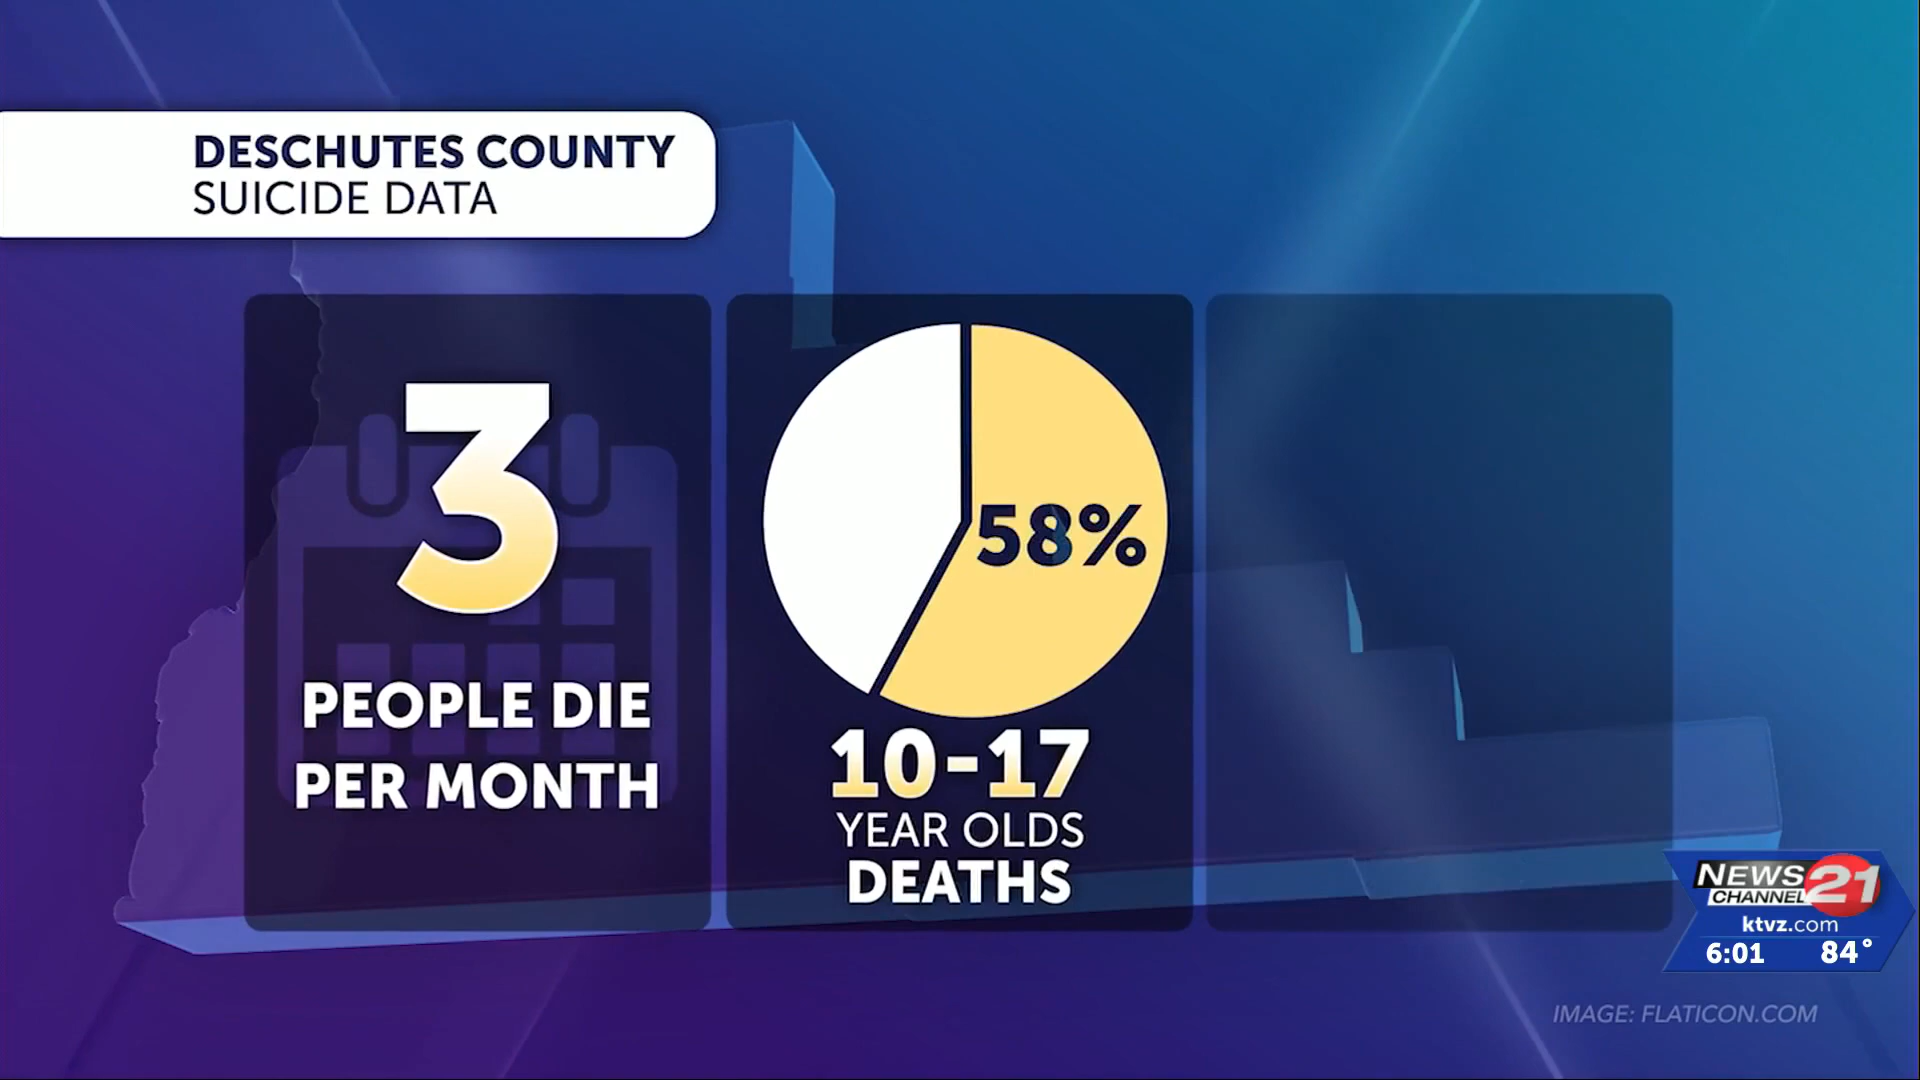 DESCHUTES COUNTY
SUICIDE DATA
3
PEOPLE DIE
PER MONTH
58%
10-17
YEAR OLDS
DEATHS
NEWS
CHANNEL 21
ktvz.com
6:01 84°
IMAGE: FLATICON.COM